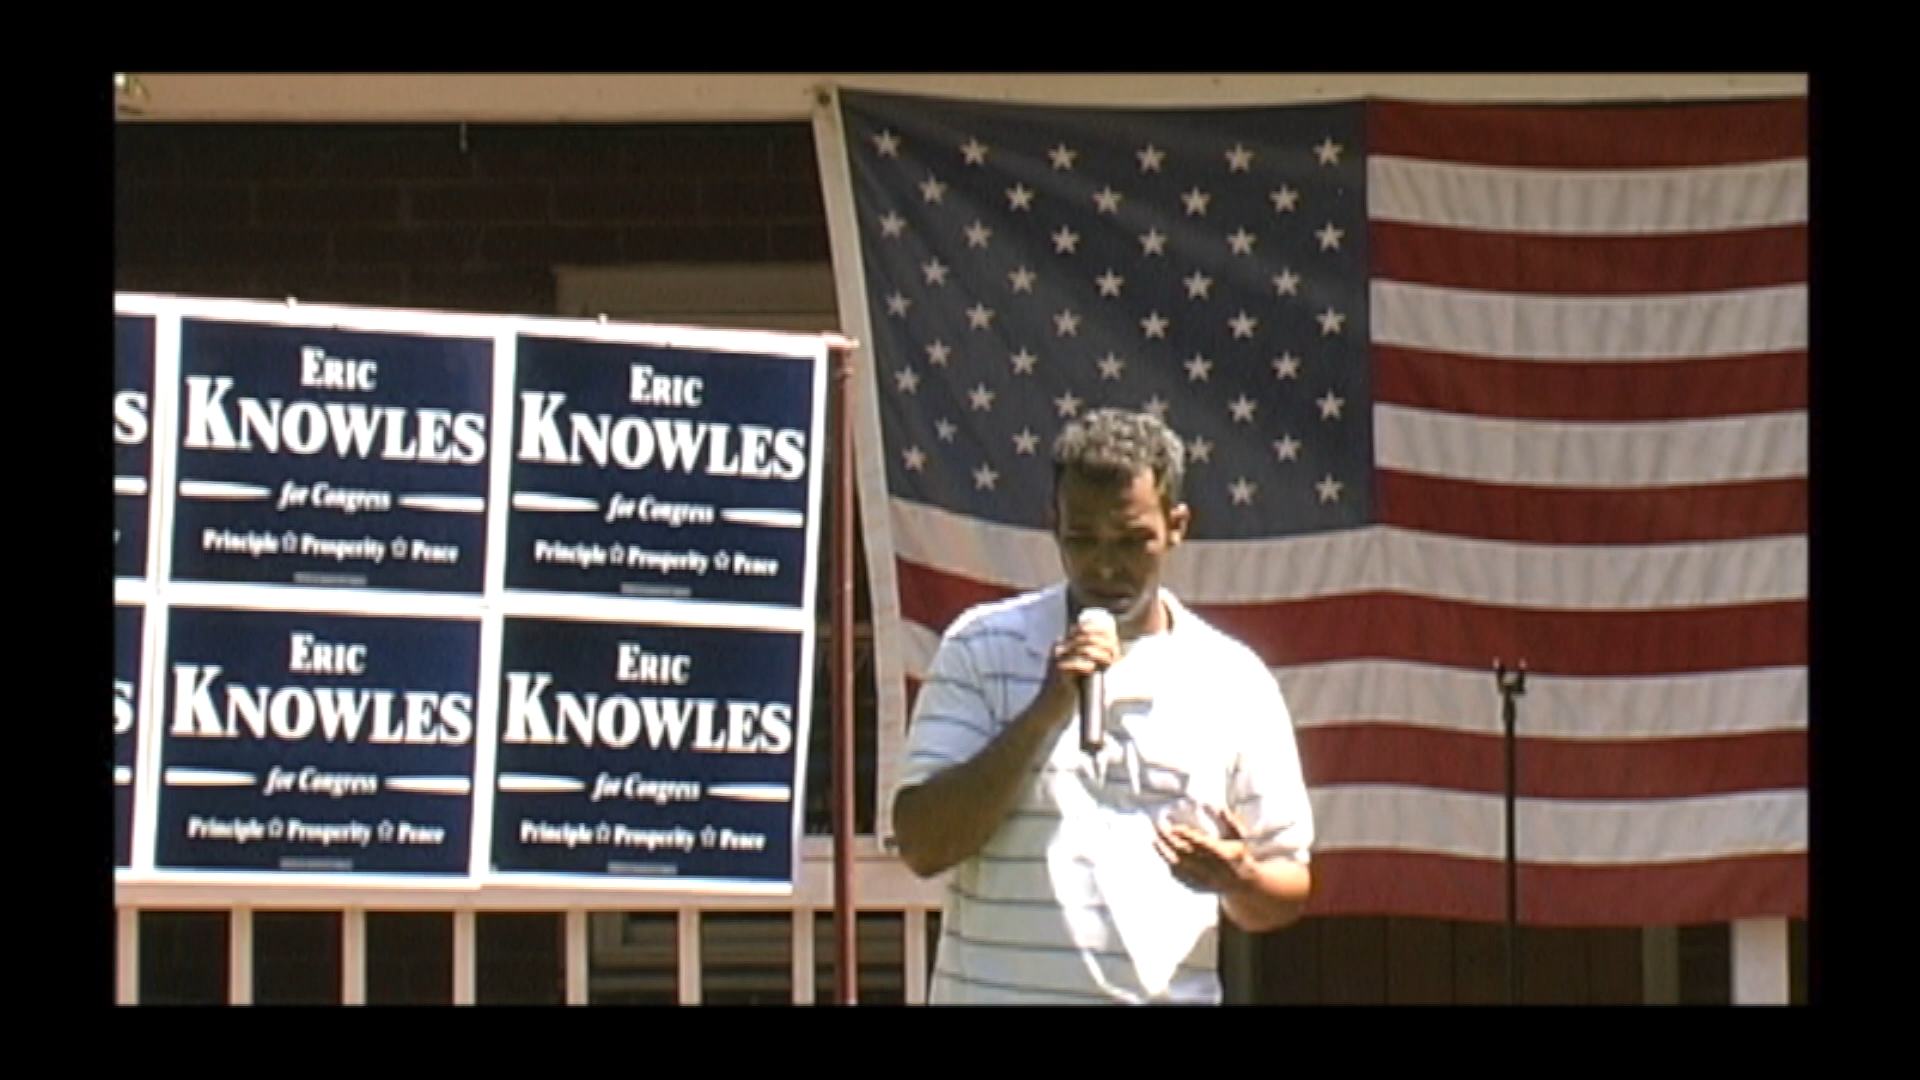 S
ERIC
KNOWLES
for Congress
Principle ☆ Prosperity ☆ Peace
ERIC
KNOWLES
for Congress
Principle ☆ Prosperity ☆ Peace
S
ERIC
KNOWLES
for Congress
Principle ☆ Prosperity ☆ Peace
ERIC
KNOWLES
for Congress
Principle ☆ Prosperity ☆ Peace